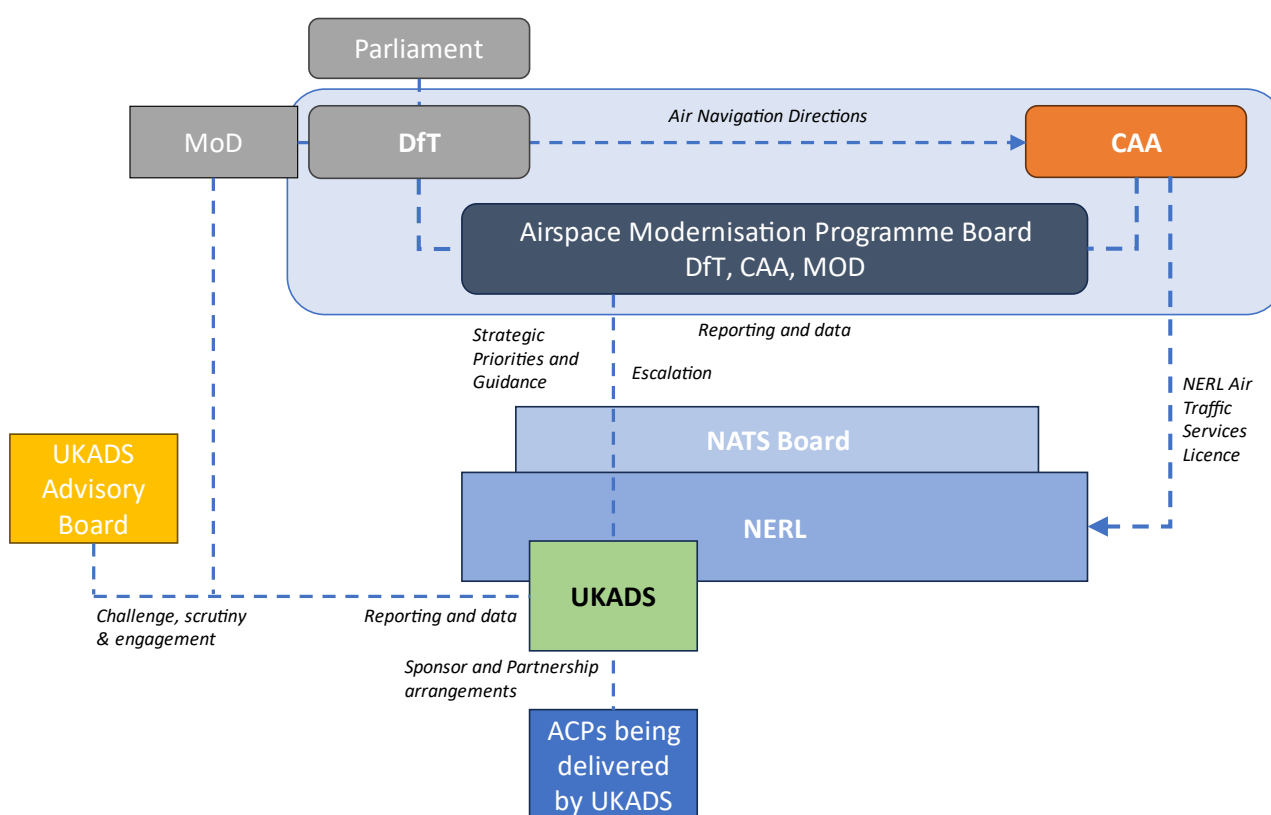 Parliament
MoD
DfT
Air Navigation Directions
CAA
Airspace Modernisation Programme Board
DfT, CAA, MOD
Strategic
Priorities and
Guidance
Reporting and data
Escalation
NERL Air
Traffic
Services
Licence
NATS Board
UKADS
Advisory
Board
NERL
UKADS
Challenge, scrutiny
& engagement
Reporting and data
Sponsor and Partnership
arrangements
ACPs being
delivered
by UKADS